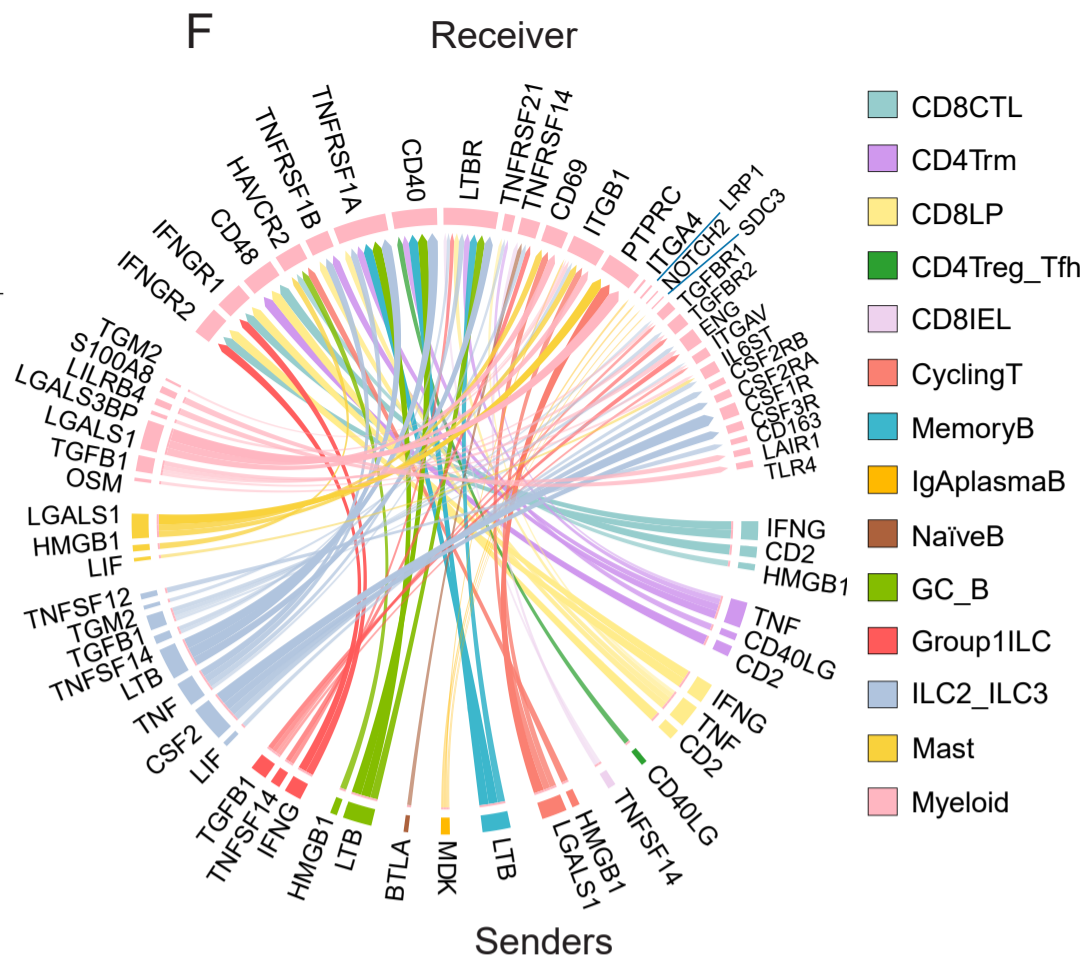 F
Receiver
TGM2
S100A8
LILRB4
LGALS3BP
LGALS1
TGFB1
OSM
IFNGR2
IFNGR1
CD48
HAVCR2
TNFRSF1B
TNFRSF1A
CD40
LTBR
TNFRSF21
TNFRSF14
CD69
ITGB1
PTPRC
ITGA4
LRP1
NOTCH2
SDC3
TGFBR1
TGFBR2
ENG
ITGAV
IL6ST
CSF2RB
CSF2RA
CSF1R
CSF3R
CD163
LAIR1
TLR4
IFNG
CD2
HMGB1
TNF
CD40LG
CD2
IFNG
TNF
CD2
CD40LG
TNFSF14
HMGB1
LGALS1
LTB
MDK
BTLA
LTB
HMGB1
IFNG
TNFSF14
TGFB1
LIF
CSF2
TNF
LTB
TNFSF14
TGFB1
TGM2
TNFSF12
LIF
HMGB1
LGALS1
Senders
CD8CTL
CD4Trm
CD8LP
CD4Treg_Tfh
CD8IEL
CyclingT
MemoryB
IgAplasmaB
NaïveB
GC_B
Group1ILC
ILC2_ILC3
Mast
Myeloid